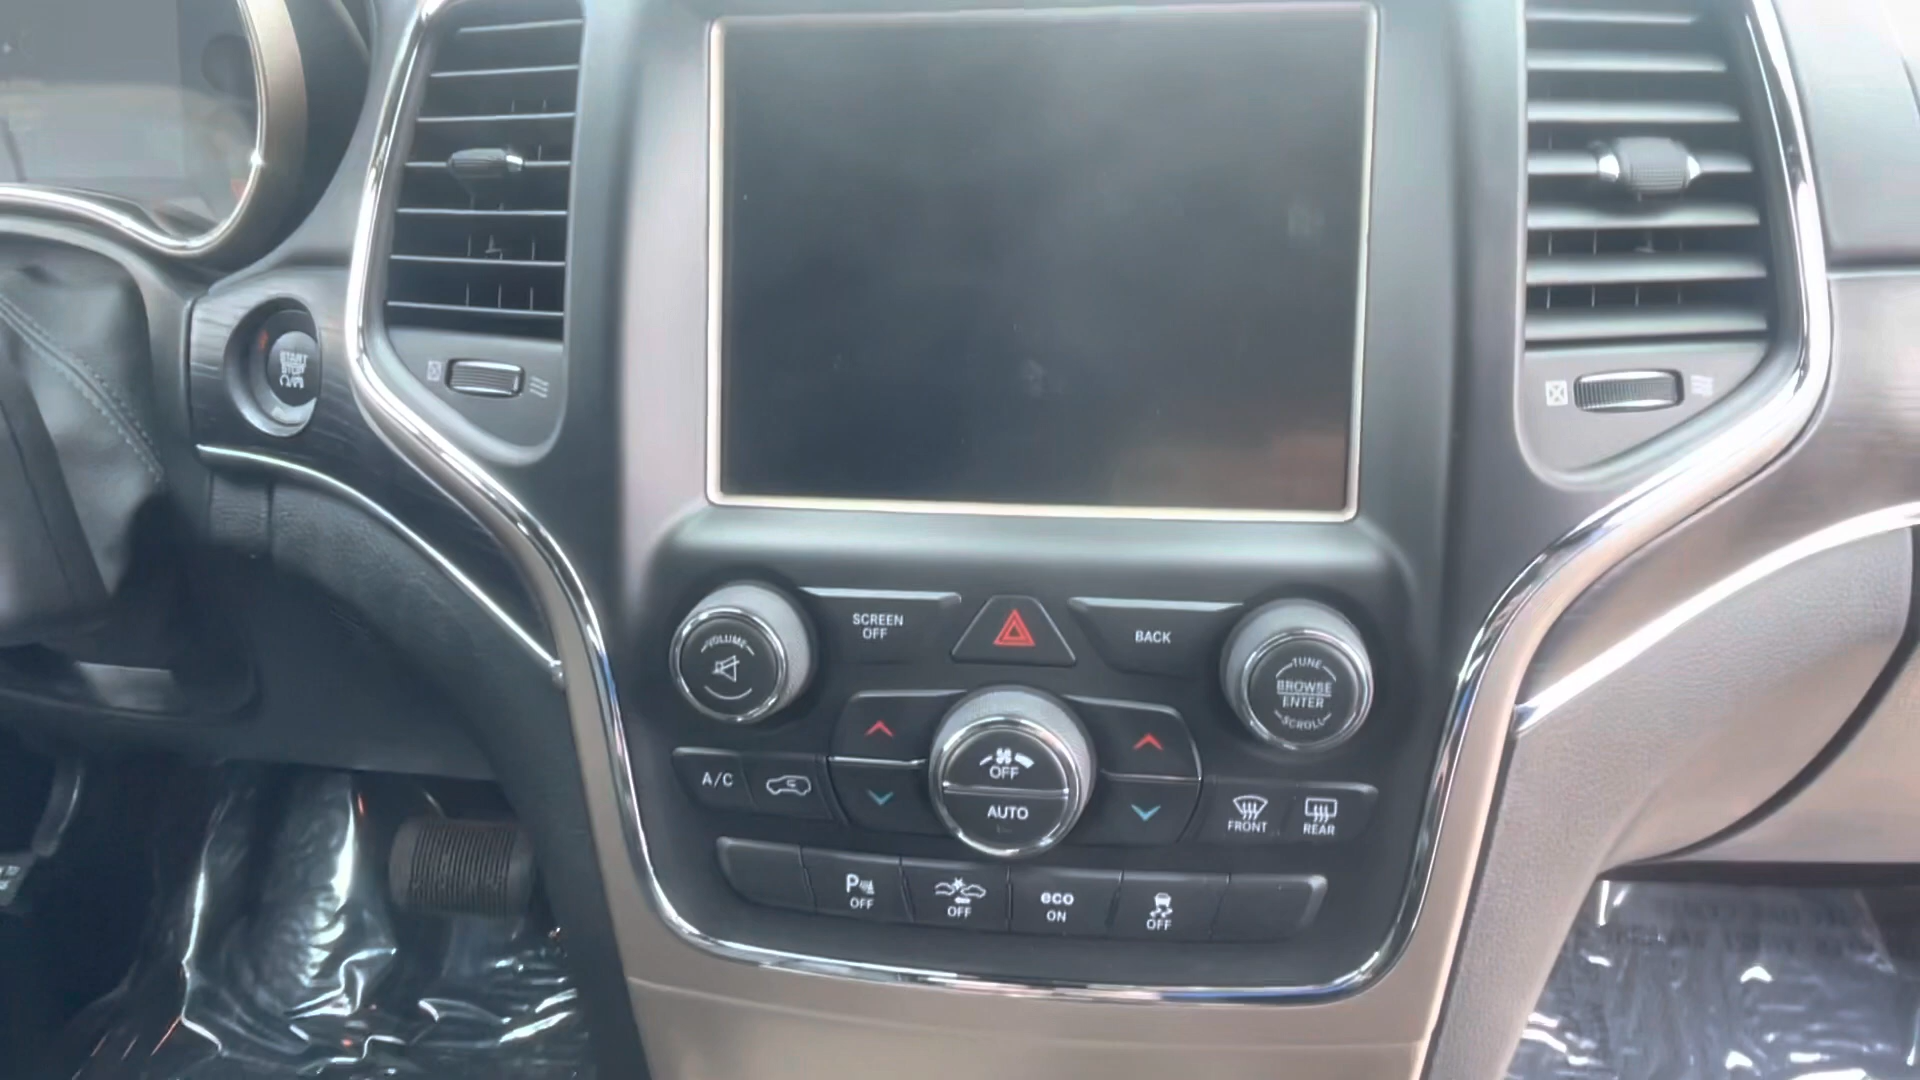 START
STOP
VOLUME
SCREEN
OFF
BACK
TUNE
BROWSE
ENTER
SCROLL
OFF
AUTO
A/C
FRONT
REAR
P
OFF
OFF
eco
ON
OFF